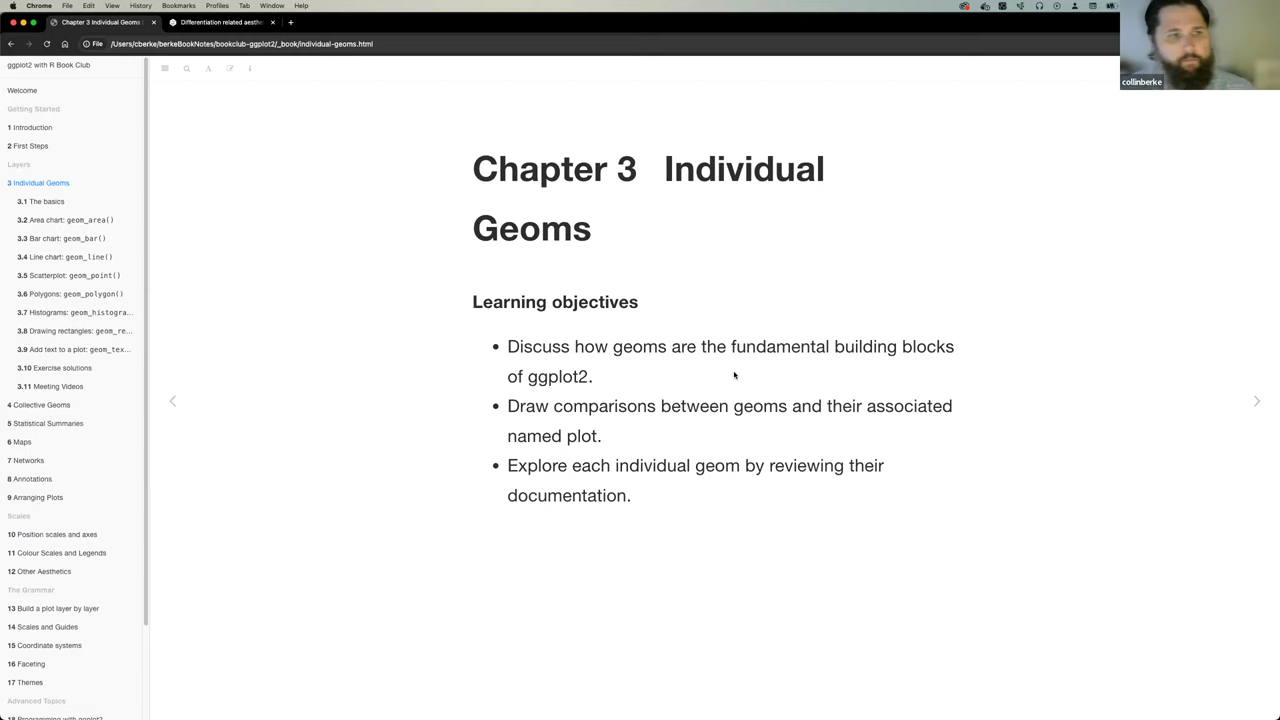 Chrome File Edit View History Bookmarks Profiles Tab Window Help
Chapter 3 Individual Geoms
Differentiation related aesthe
File /Users/cberke/berkeBookNotes/bookclub-ggplot2/_book/individual-geoms.html
collinberke
ggplot2 with R Book Club
Welcome
Getting Started
1 Introduction
2 First Steps
Layers
3 Individual Geoms
3.1 The basics
3.2 Area chart: geom_area()
3.3 Bar chart: geom_bar()
3.4 Line chart: geom_line()
3.5 Scatterplot: geom_point()
3.6 Polygons: geom_polygon()
3.7 Histograms: geom_histogra...
3.8 Drawing rectangles: geom_re...
3.9 Add text to a plot: geom_tex...
3.10 Exercise solutions
3.11 Meeting Videos
4 Collective Geoms
5 Statistical Summaries
6 Maps
7 Networks
8 Annotations
9 Arranging Plots
Scales
10 Position scales and axes
11 Colour Scales and Legends
12 Other Aesthetics
The Grammar
13 Build a plot layer by layer
14 Scales and Guides
15 Coordinate systems
16 Faceting
17 Themes
Advanced Topics
18 Programming with ggplot2
Chapter 3 Individual
Geoms
Learning objectives
• Discuss how geoms are the fundamental building blocks
of ggplot2.
• Draw comparisons between geoms and their associated
named plot.
• Explore each individual geom by reviewing their
documentation.